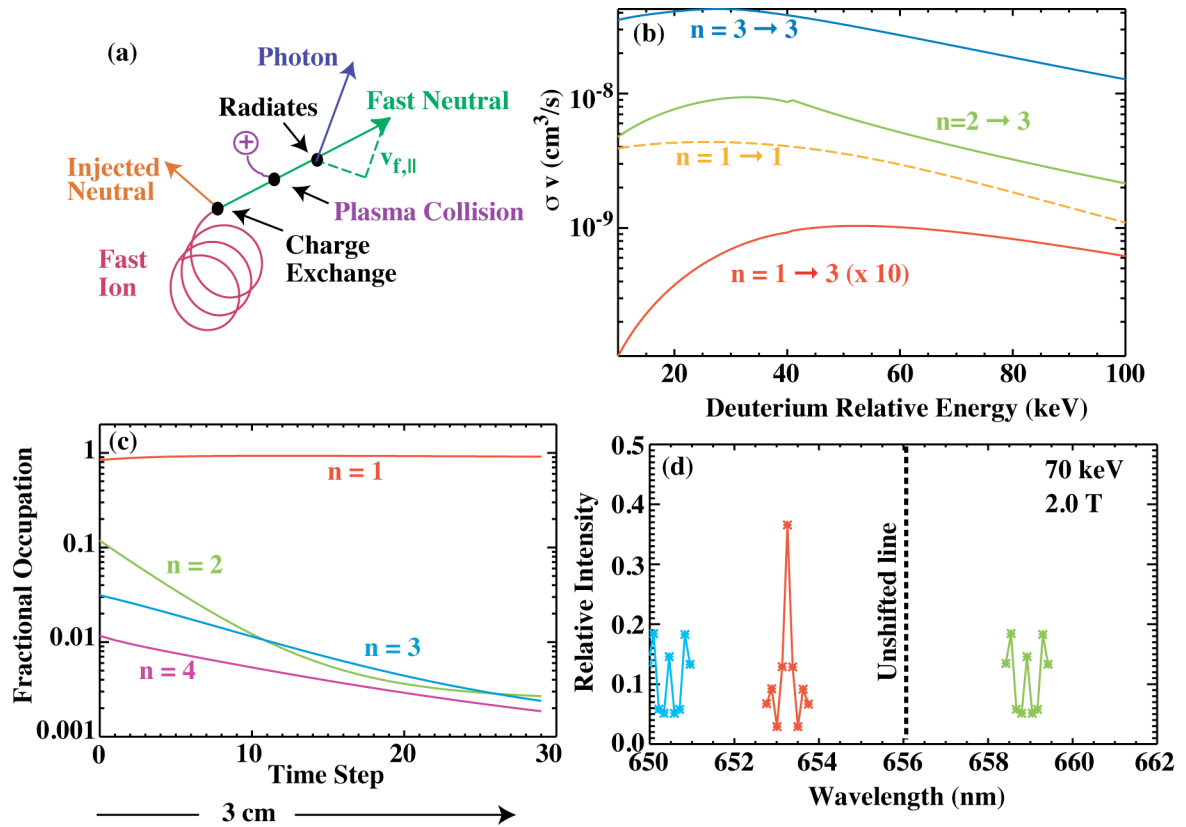 (a)
Photon
Radiates
Fast Neutral
+
Injected
Neutral
v_f,||
Plasma Collision
Charge
Exchange
Fast
Ion
(b)
n = 3 → 3
n=2 → 3
n = 1 → 1
n = 1 → 3 (x 10)
σ v (cm³/s)
10⁻⁸
10⁻⁹
20 40 60 80 100
Deuterium Relative Energy (keV)
(c)
n = 1
n = 2
n = 3
n = 4
Fractional Occupation
1
0.1
0.01
0.001
0 10 20 30
Time Step
3 cm
(d)
70 keV
2.0 T
Unshifted line
Relative Intensity
0.5
0.4
0.3
0.2
0.1
0.0
650 652 654 656 658 660 662
Wavelength (nm)